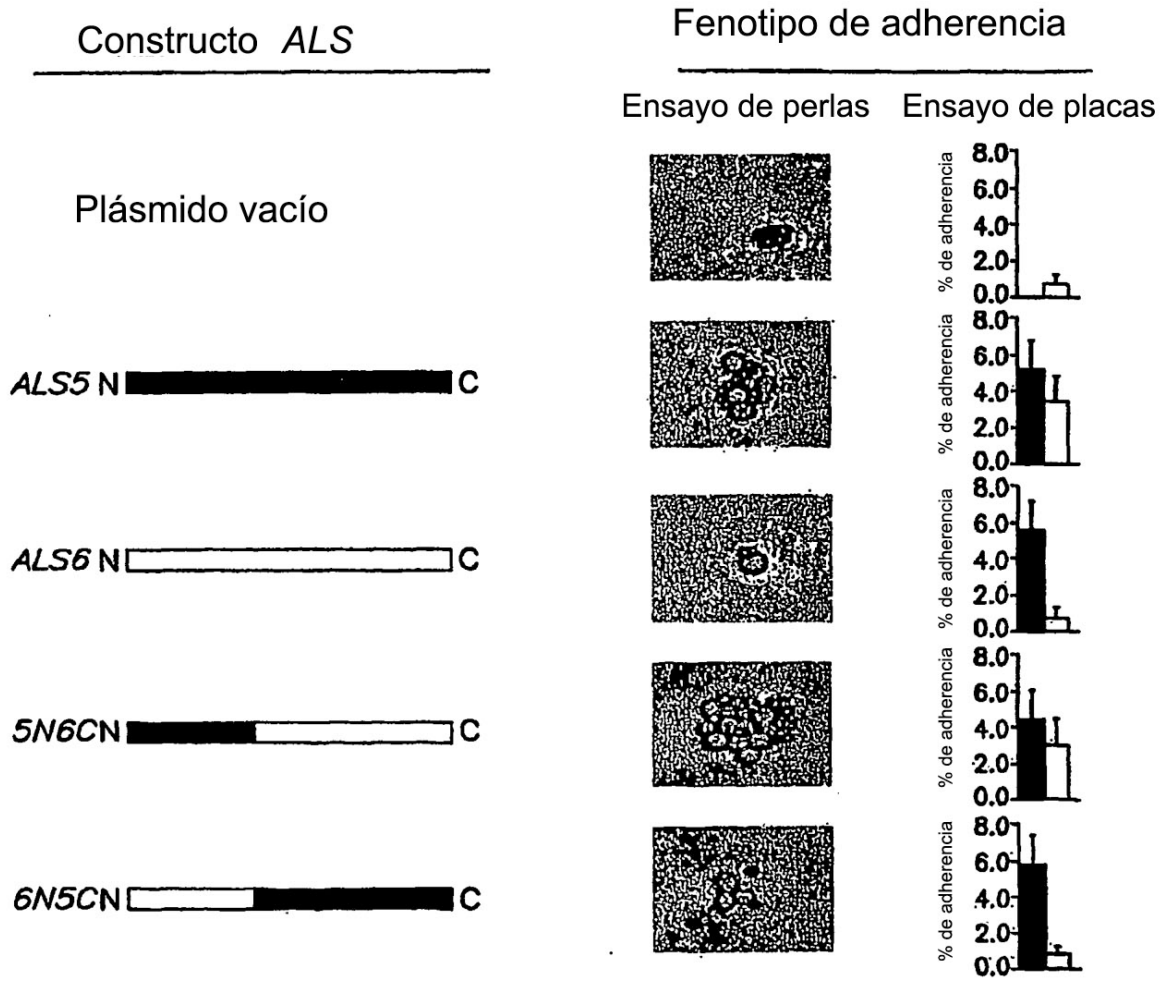 Constructo ALS
Fenotipo de adherencia
Ensayo de perlas
Ensayo de placas
Plásmido vacío
% de adherencia
8.0
6.0
4.0
2.0
0.0
ALS5 N
C
% de adherencia
8.0
6.0
4.0
2.0
0.0
ALS6 N
C
% de adherencia
8.0
6.0
4.0
2.0
0.0
5N6CN
C
% de adherencia
8.0
6.0
4.0
2.0
0.0
6N5CN
C
% de adherencia
8.0
6.0
4.0
2.0
0.0